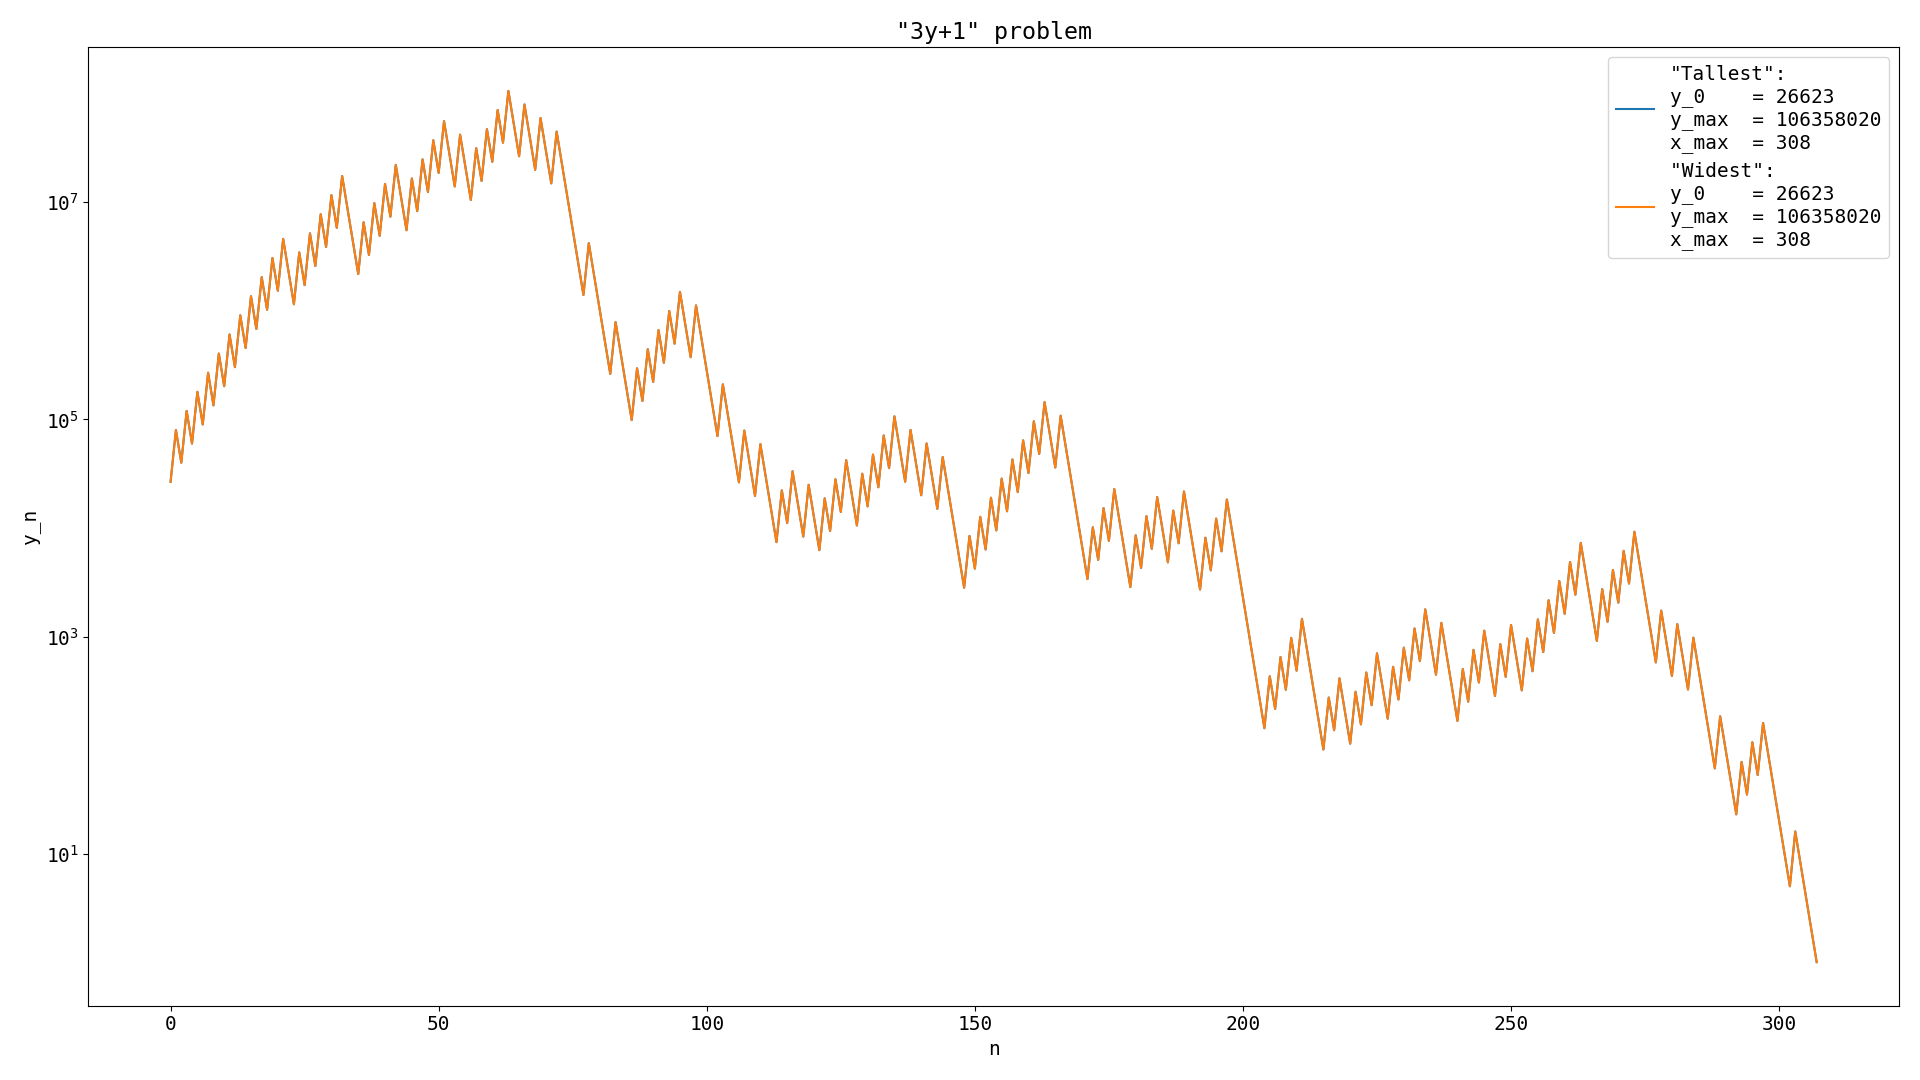 "3y+1" problem
"Tallest":
y_0    = 26623
y_max  = 106358020
x_max  = 308
"Widest":
y_0    = 26623
y_max  = 106358020
x_max  = 308
y_n
10^7
10^5
10^3
10^1
0 50 100 150 200 250 300
n